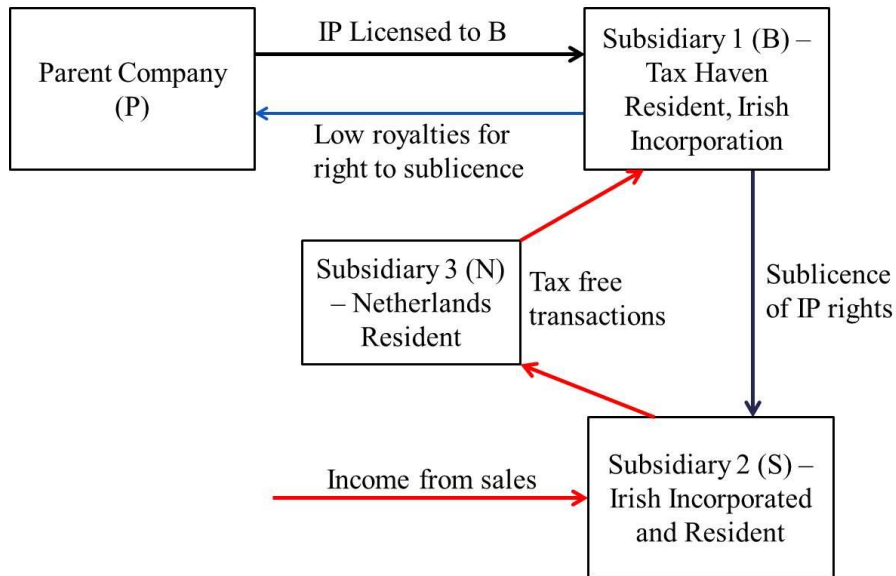 IP Licensed to B
Parent Company
(P)
Subsidiary 1 (B) –
Tax Haven
Resident, Irish
Incorporation
Low royalties for
right to sublicence
Subsidiary 3 (N)
– Netherlands
Resident
Tax free
transactions
Sublicence
of IP rights
Income from sales
Subsidiary 2 (S) –
Irish Incorporated
and Resident